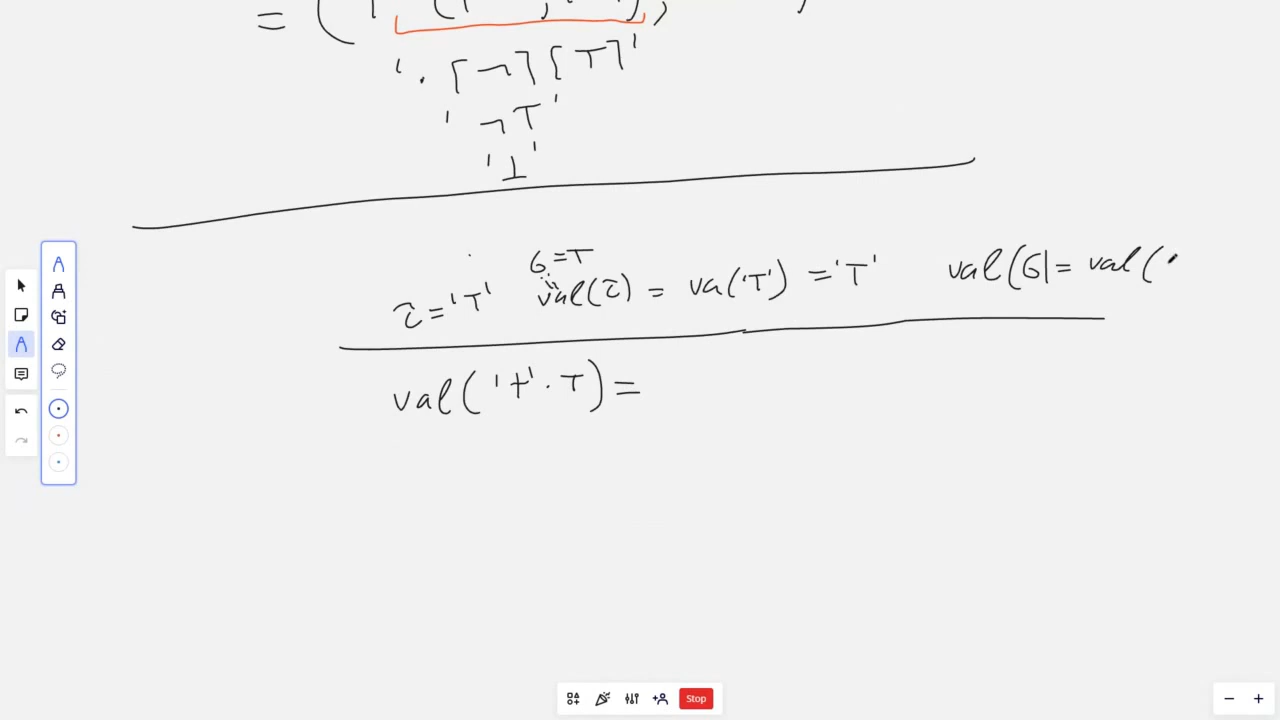 '. [¬][T]'
'¬T'
'⊥'
G=T
τ='T' val(τ) = va('T') ='T' val(G)= val('
val('t'.T)=
Stop